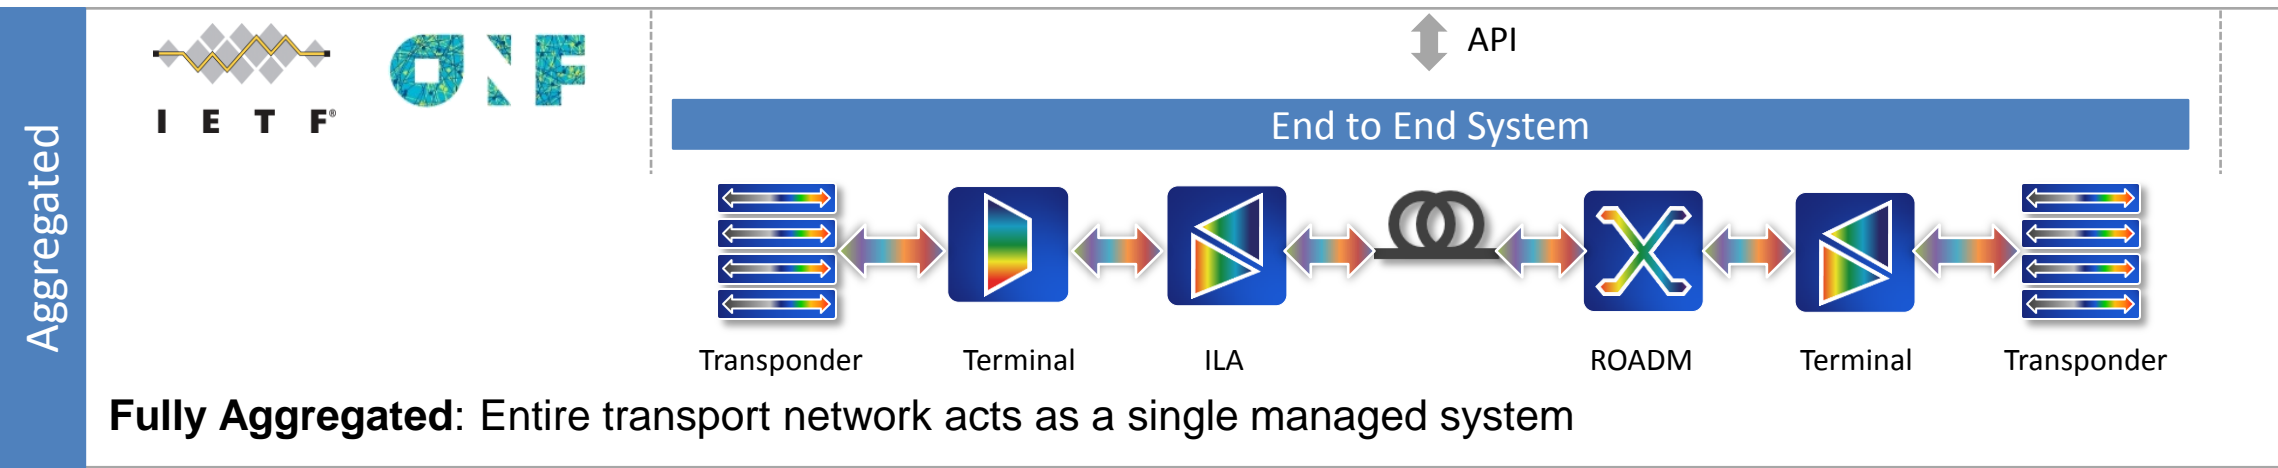 Aggregated
I E T F®
ONF
API
End to End System
Transponder Terminal ILA ROADM Terminal Transponder
Fully Aggregated: Entire transport network acts as a single managed system